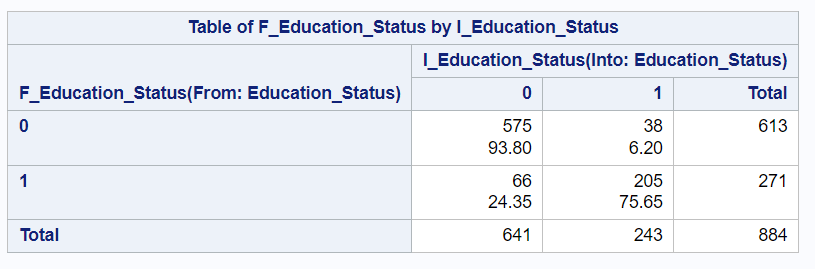 Table of F_Education_Status by I_Education_Status
I_Education_Status(Into: Education_Status)
F_Education_Status(From: Education_Status) 0 1 Total
0 575 38 613
93.80 6.20
1 66 205 271
24.35 75.65
Total 641 243 884